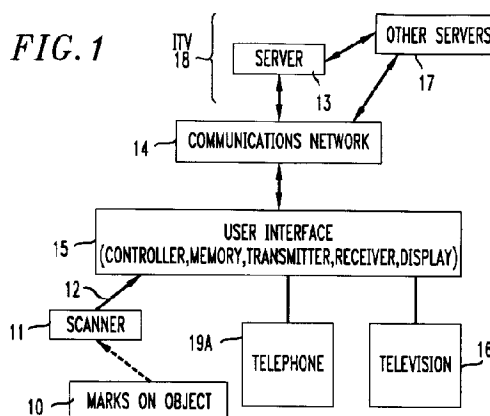 FIG. 1
ITV
18
SERVER
13
OTHER SERVERS
17
14
COMMUNICATIONS NETWORK
15
USER INTERFACE
(CONTROLLER,MEMORY,TRANSMITTER,RECEIVER,DISPLAY)
12
11
SCANNER
19A
TELEPHONE
TELEVISION
16
10
MARKS ON OBJECT